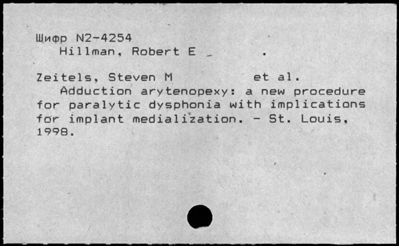 Шифр N2-4254
Hillman, Robert E _ .
Zeitels, Steven M et al.
Adduction arytenopexy: a new procedure
for paralytic dysphonia with implications
for implant medialization. - St. Louis,
1998.